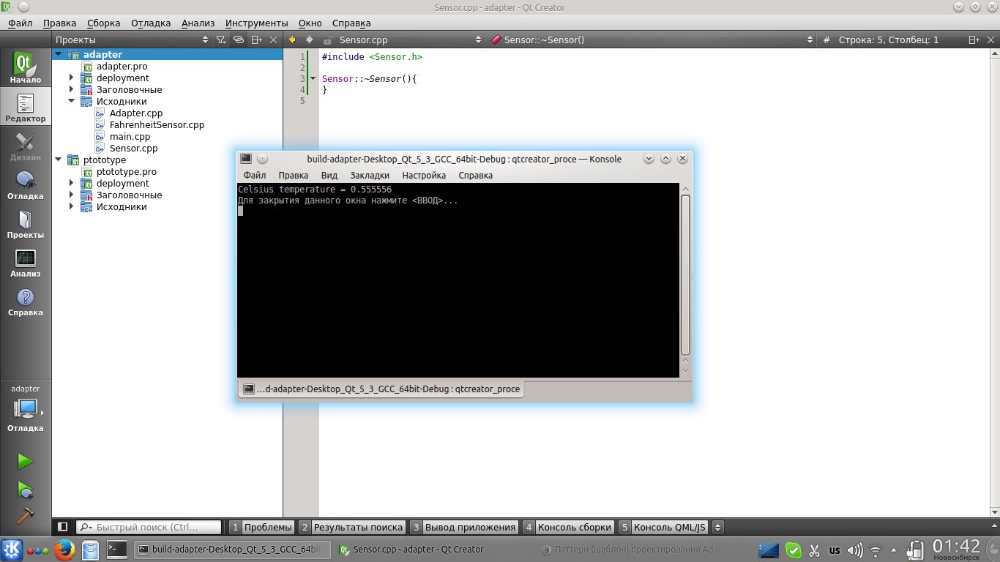 Sensor.cpp - adapter - Qt Creator
Файл Правка Сборка Отладка Анализ Инструменты Окно Справка
Проекты
Sensor.cpp
Sensor::~Sensor()
# Строка: 5, Столбец: 1
Начало
Редактор
Дизайн
Отладка
Проекты
Анализ
Справка
adapter
Отладка
adapter
adapter.pro
deployment
Заголовочные
Исходники
Adapter.cpp
FahrenheitSensor.cpp
main.cpp
Sensor.cpp
ptototype
ptototype.pro
deployment
Заголовочные
Исходники
1 #include <Sensor.h>
2
3 Sensor::~Sensor(){
4 }
5
build-adapter-Desktop_Qt_5_3_GCC_64bit-Debug : qtcreator_proce — Konsole
Файл Правка Вид Закладки Настройка Справка
Celsius temperature = 0.555556
Для закрытия данного окна нажмите <ВВОД>...
...d-adapter-Desktop_Qt_5_3_GCC_64bit-Debug : qtcreator_proce
Быстрый поиск (Ctrl...
1 Проблемы 2 Результаты поиска 3 Вывод приложения 4 Консоль сборки 5 Консоль QML/JS
build-adapter-Desktop_Qt_5_3_GCC_64bit-
Sensor.cpp - adapter - Qt Creator
Паттерн (шаблон) проектирования Adapt
us
01:42
Новосибирск